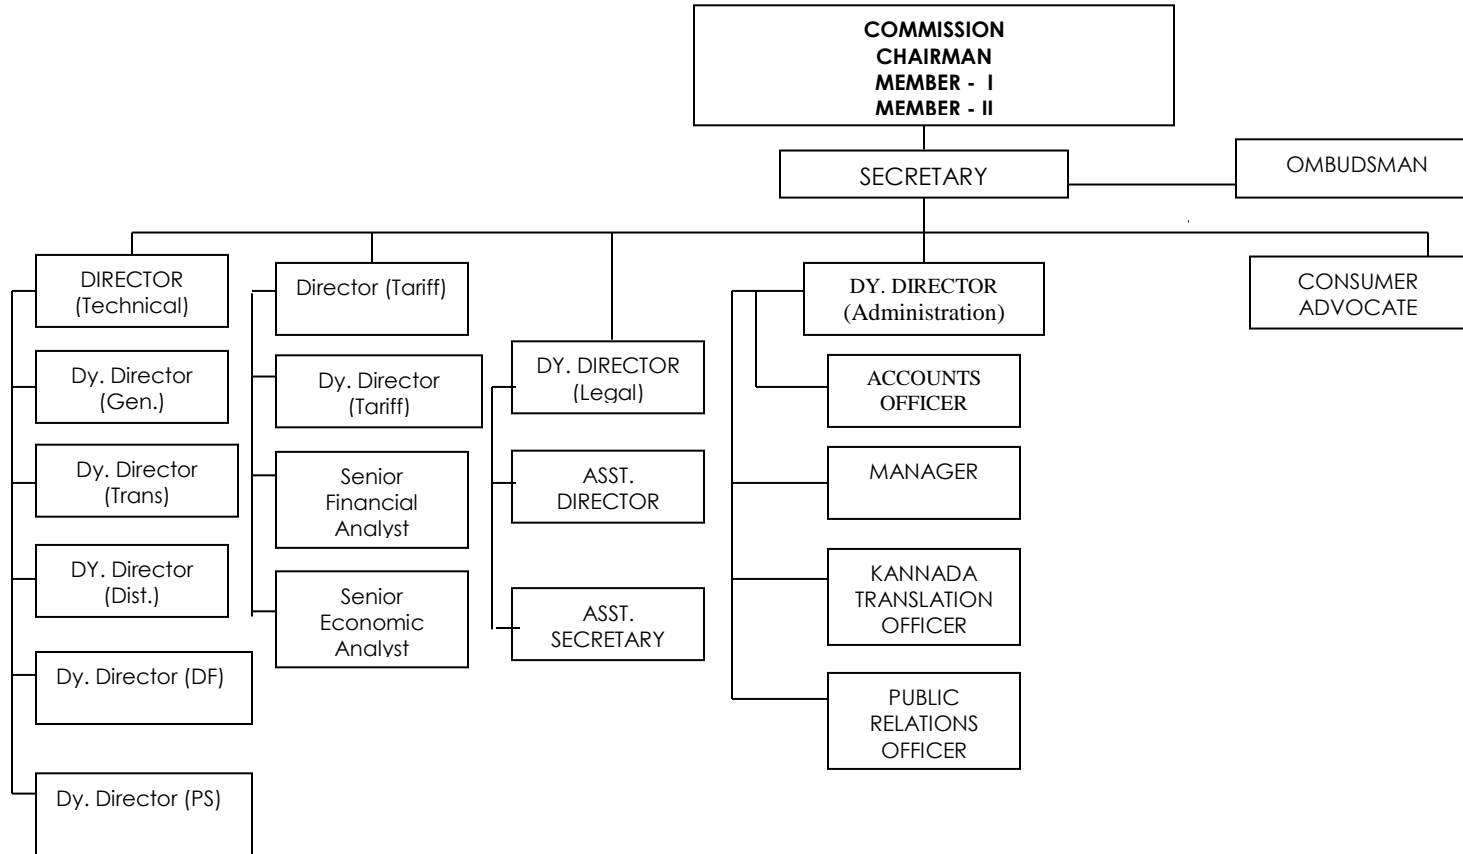 COMMISSION
CHAIRMAN
MEMBER - I
MEMBER - II
SECRETARY
OMBUDSMAN
DIRECTOR
(Technical)
Dy. Director
(Gen.)
Dy. Director
(Trans)
DY. Director
(Dist.)
Dy. Director (DF)
Dy. Director (PS)
Director (Tariff)
Dy. Director
(Tariff)
Senior
Financial
Analyst
Senior
Economic
Analyst
DY. DIRECTOR
(Legal)
ASST.
DIRECTOR
ASST.
SECRETARY
DY. DIRECTOR
(Administration)
ACCOUNTS
OFFICER
MANAGER
KANNADA
TRANSLATION
OFFICER
PUBLIC
RELATIONS
OFFICER
CONSUMER
ADVOCATE